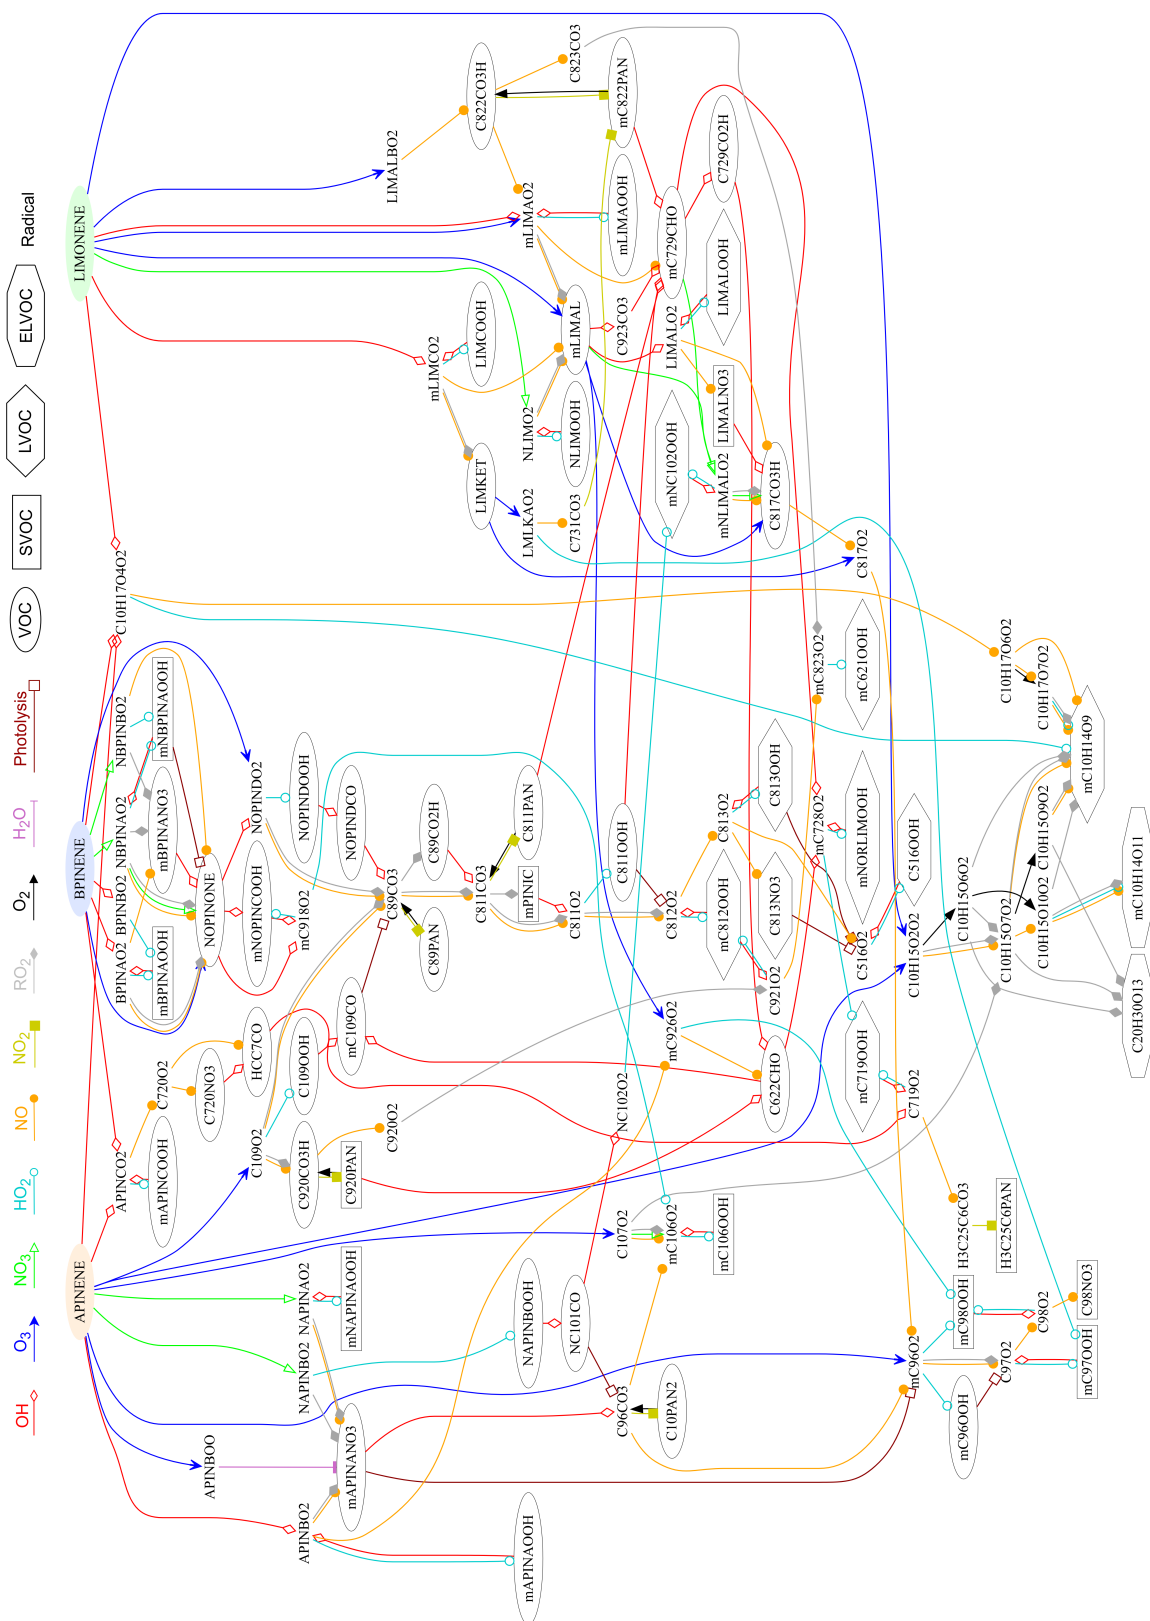 OH
O3
NO3
HO2
NO
NO2
RO2
O2
H2O
Photolysis
VOC
SVOC
LVOC
ELVOC
Radical
APINENE
BPINENE
LIMONENE
APINCO2
mAPINCOOH
C720O2
C720NO3
HCC7CO
BPINAO2
BPINBO2
mBPINAOOH
NBPINAO2
NBPINBO2
mBPINANO3
mNBPINAOOH
NOPINONE
C10H17O4O2
APINBOO
NAPINBO2
NAPINAO2
mNAPINAOOH
APINBO2
mAPINANO3
mAPINAOOH
C109O2
C109OOH
C920CO3H
C920PAN
C920O2
mC109CO
mNOPINCOOH
mC918O2
NOPINDO2
NOPINDOOH
NOPINDCO
C89CO3
C89PAN
C89CO2H
C811CO3
C811PAN
mPINIC
C811O2
C811OOH
C812O2
mC812OOH
C813O2
C813OOH
C813NO3
C921O2
NAPINBOOH
NC101CO
NC102O2
C96CO3
C10PAN2
C107O2
mC106O2
mC106OOH
mC926O2
C622CHO
mC719OOH
C719O2
H3C25C6CO3
H3C25C6PAN
C516O2
C516OOH
mC728O2
mNORLIMOOH
mC823O2
mC621OOH
LIMALBO2
C822CO3H
C823CO3
mC822PAN
mLIMAO2
mLIMAOOH
mLIMCO2
LIMCOOH
LIMKET
LMLKAO2
C731CO3
NLIMO2
NLIMOOH
mLIMAL
C923CO3
mC729CHO
C729CO2H
LIMALO2
LIMALOOH
LIMALNO3
mNC102OOH
mNLIMALO2
C817CO3H
C817O2
mC96O2
mC96OOH
mC98OOH
C97O2
mC97OOH
C98O2
C98NO3
C10H15O2O2
C10H15O6O2
C10H15O7O2
C10H15O10O2
C10H15O9O2
C10H17O6O2
C10H17O7O2
mC10H14O9
mC10H14O11
C20H30O13